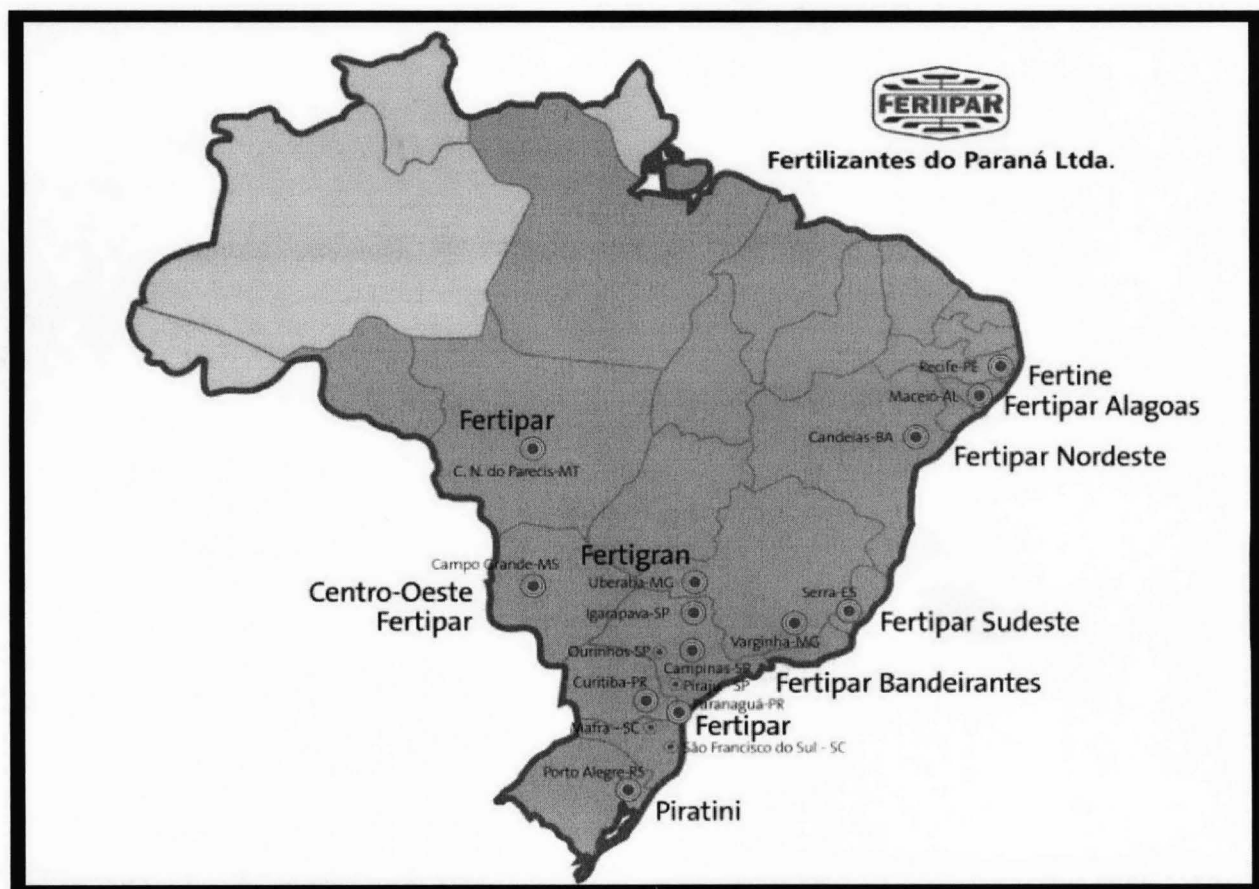 FERTIPAR
Fertilizantes do Paraná Ltda.
Recife-PE
Fertine
Maceió-AL
Fertipar Alagoas
Fertipar
Candeias-BA
Fertipar Nordeste
C. N. do Parecis-MT
Fertigran
Campo Grande-MS
Uberaba-MG
Centro-Oeste
Fertipar
Serra-ES
Igarapava-SP
Fertipar Sudeste
Varginha-MG
Ourinhos-SP
Campinas-SP
Piraju - SP
Fertipar Bandeirantes
Curitiba-PR
Paranaguá-PR
Fertipar
Mafra - SC
São Francisco do Sul - SC
Porto Alegre-RS
Piratini